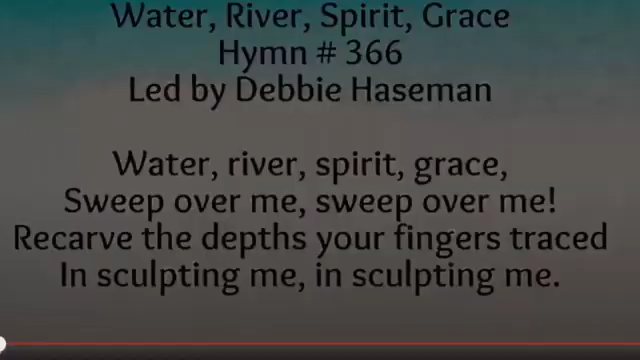 Water, River, Spirit, Grace
Hymn # 366
Led by Debbie Haseman
Water, river, spirit, grace,
Sweep over me, sweep over me!
Recarve the depths your fingers traced
In sculpting me, in sculpting me.